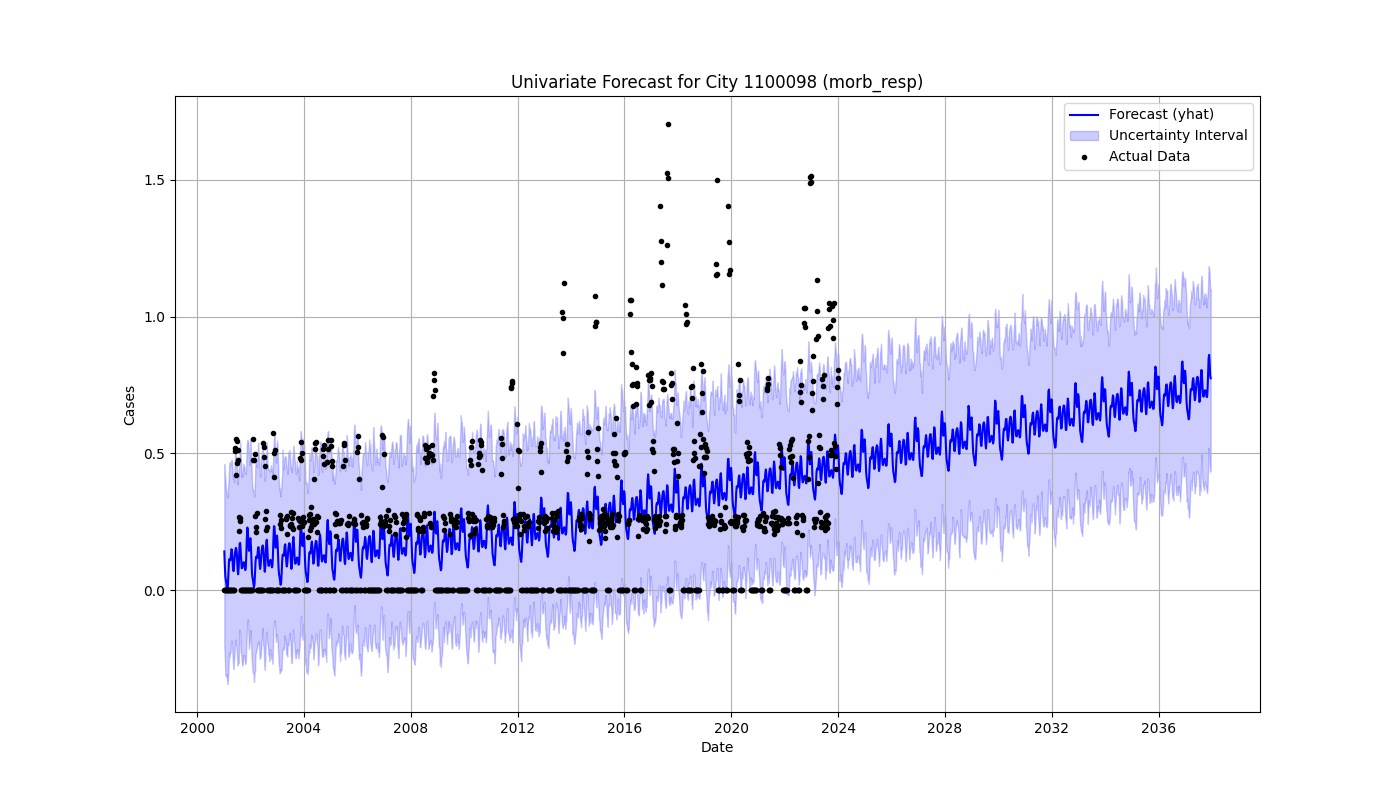 Univariate Forecast for City 1100098 (morb_resp)
Forecast (yhat)
Uncertainty Interval
Actual Data
1.5
1.0
0.5
0.0
Cases
2000 2004 2008 2012 2016 2020 2024 2028 2032 2036
Date